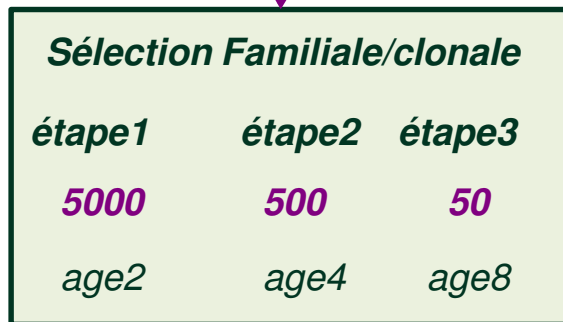 Sélection Familiale/clonale
étape1 étape2 étape3
5000 500 50
age2 age4 age8